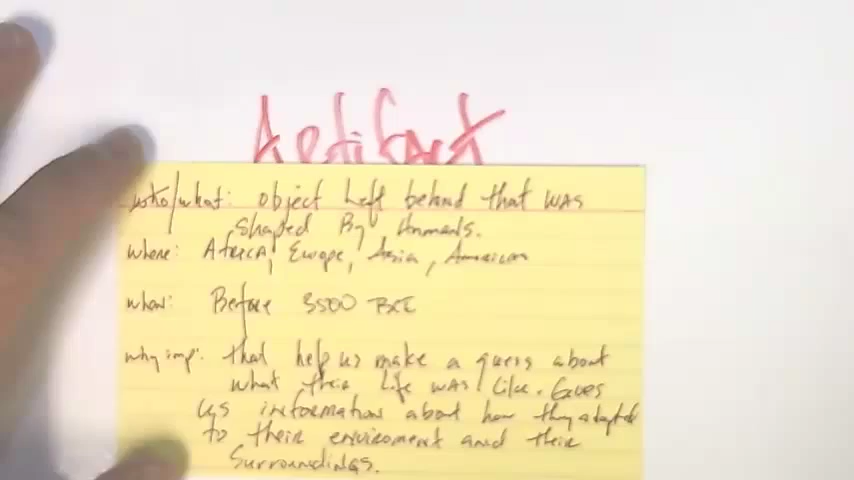 Artifact
who/what: object left behind that was
shaped By Humans.
where: Africa, Europe, Asia, Americas
when: Before 3500 BCE
why imp: that help us make a guess about
what their life was like. Gives
us information about how they adapted
to their enviroment and their
surroundings.